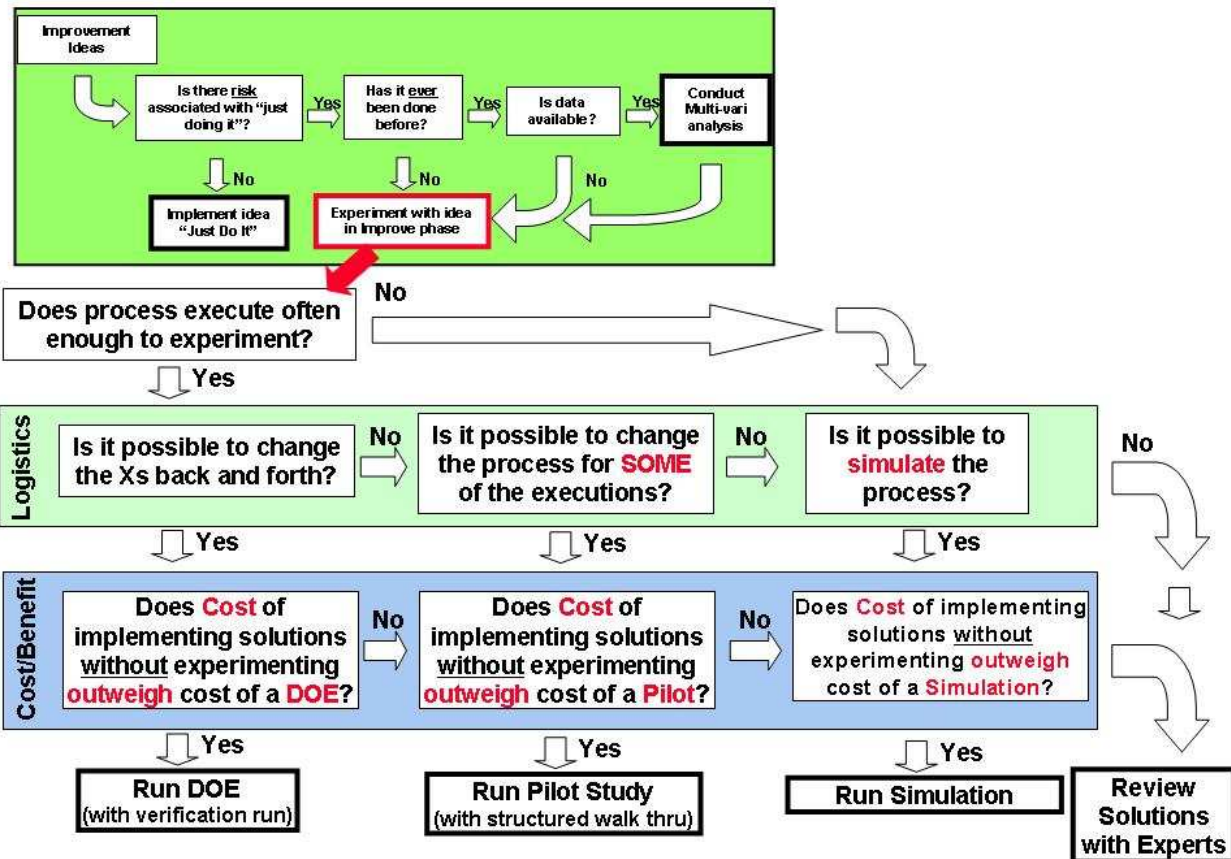 Improvement
Ideas
Is there risk
associated with “just
doing it”?
Yes
Has it ever
been done
before?
Yes
Is data
available?
Yes
Conduct
Multi-vari
analysis
No
No
No
Implement idea
“Just Do It”
Experiment with idea
in Improve phase
Does process execute often
enough to experiment?
No
Yes
Logistics
Is it possible to change
the Xs back and forth?
No
Is it possible to change
the process for SOME
of the executions?
No
Is it possible to
simulate the
process?
No
Yes
Yes
Yes
Cost/Benefit
Does Cost of
implementing solutions
without experimenting
outweigh cost of a DOE?
No
Does Cost of
implementing solutions
without experimenting
outweigh cost of a Pilot?
No
Does Cost of implementing
solutions without
experimenting outweigh
cost of a Simulation?
Yes
Yes
Yes
Run DOE
(with verification run)
Run Pilot Study
(with structured walk thru)
Run Simulation
Review
Solutions
with Experts